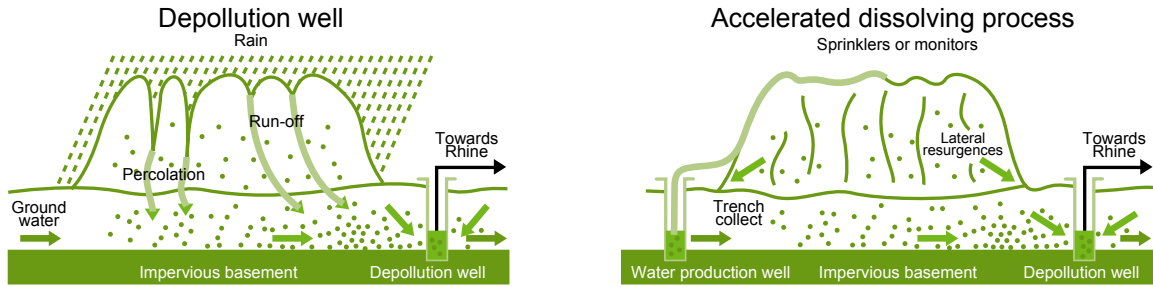 Depollution well
Rain
Run-off
Percolation
Towards
Rhine
Ground
water
Impervious basement
Depollution well
Accelerated dissolving process
Sprinklers or monitors
Lateral
resurgences
Towards
Rhine
Trench
collect
Water production well
Impervious basement
Depollution well